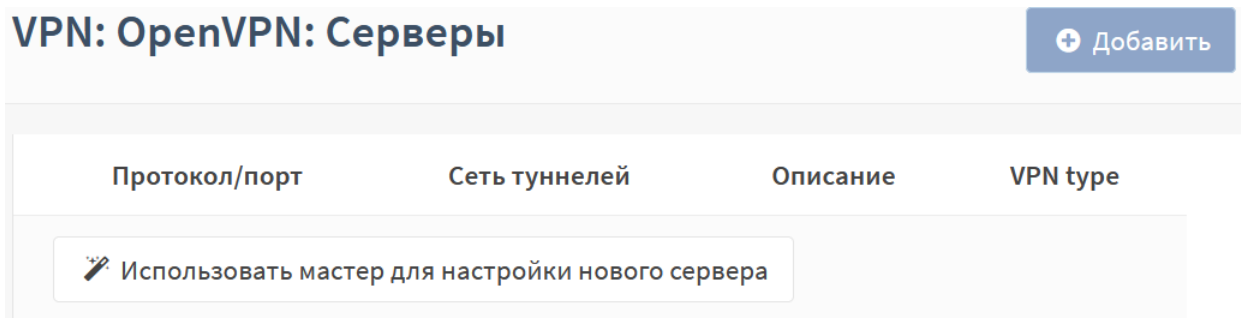 VPN: OpenVPN: Серверы
Добавить
Протокол/порт Сеть туннелей Описание VPN type
Использовать мастер для настройки нового сервера